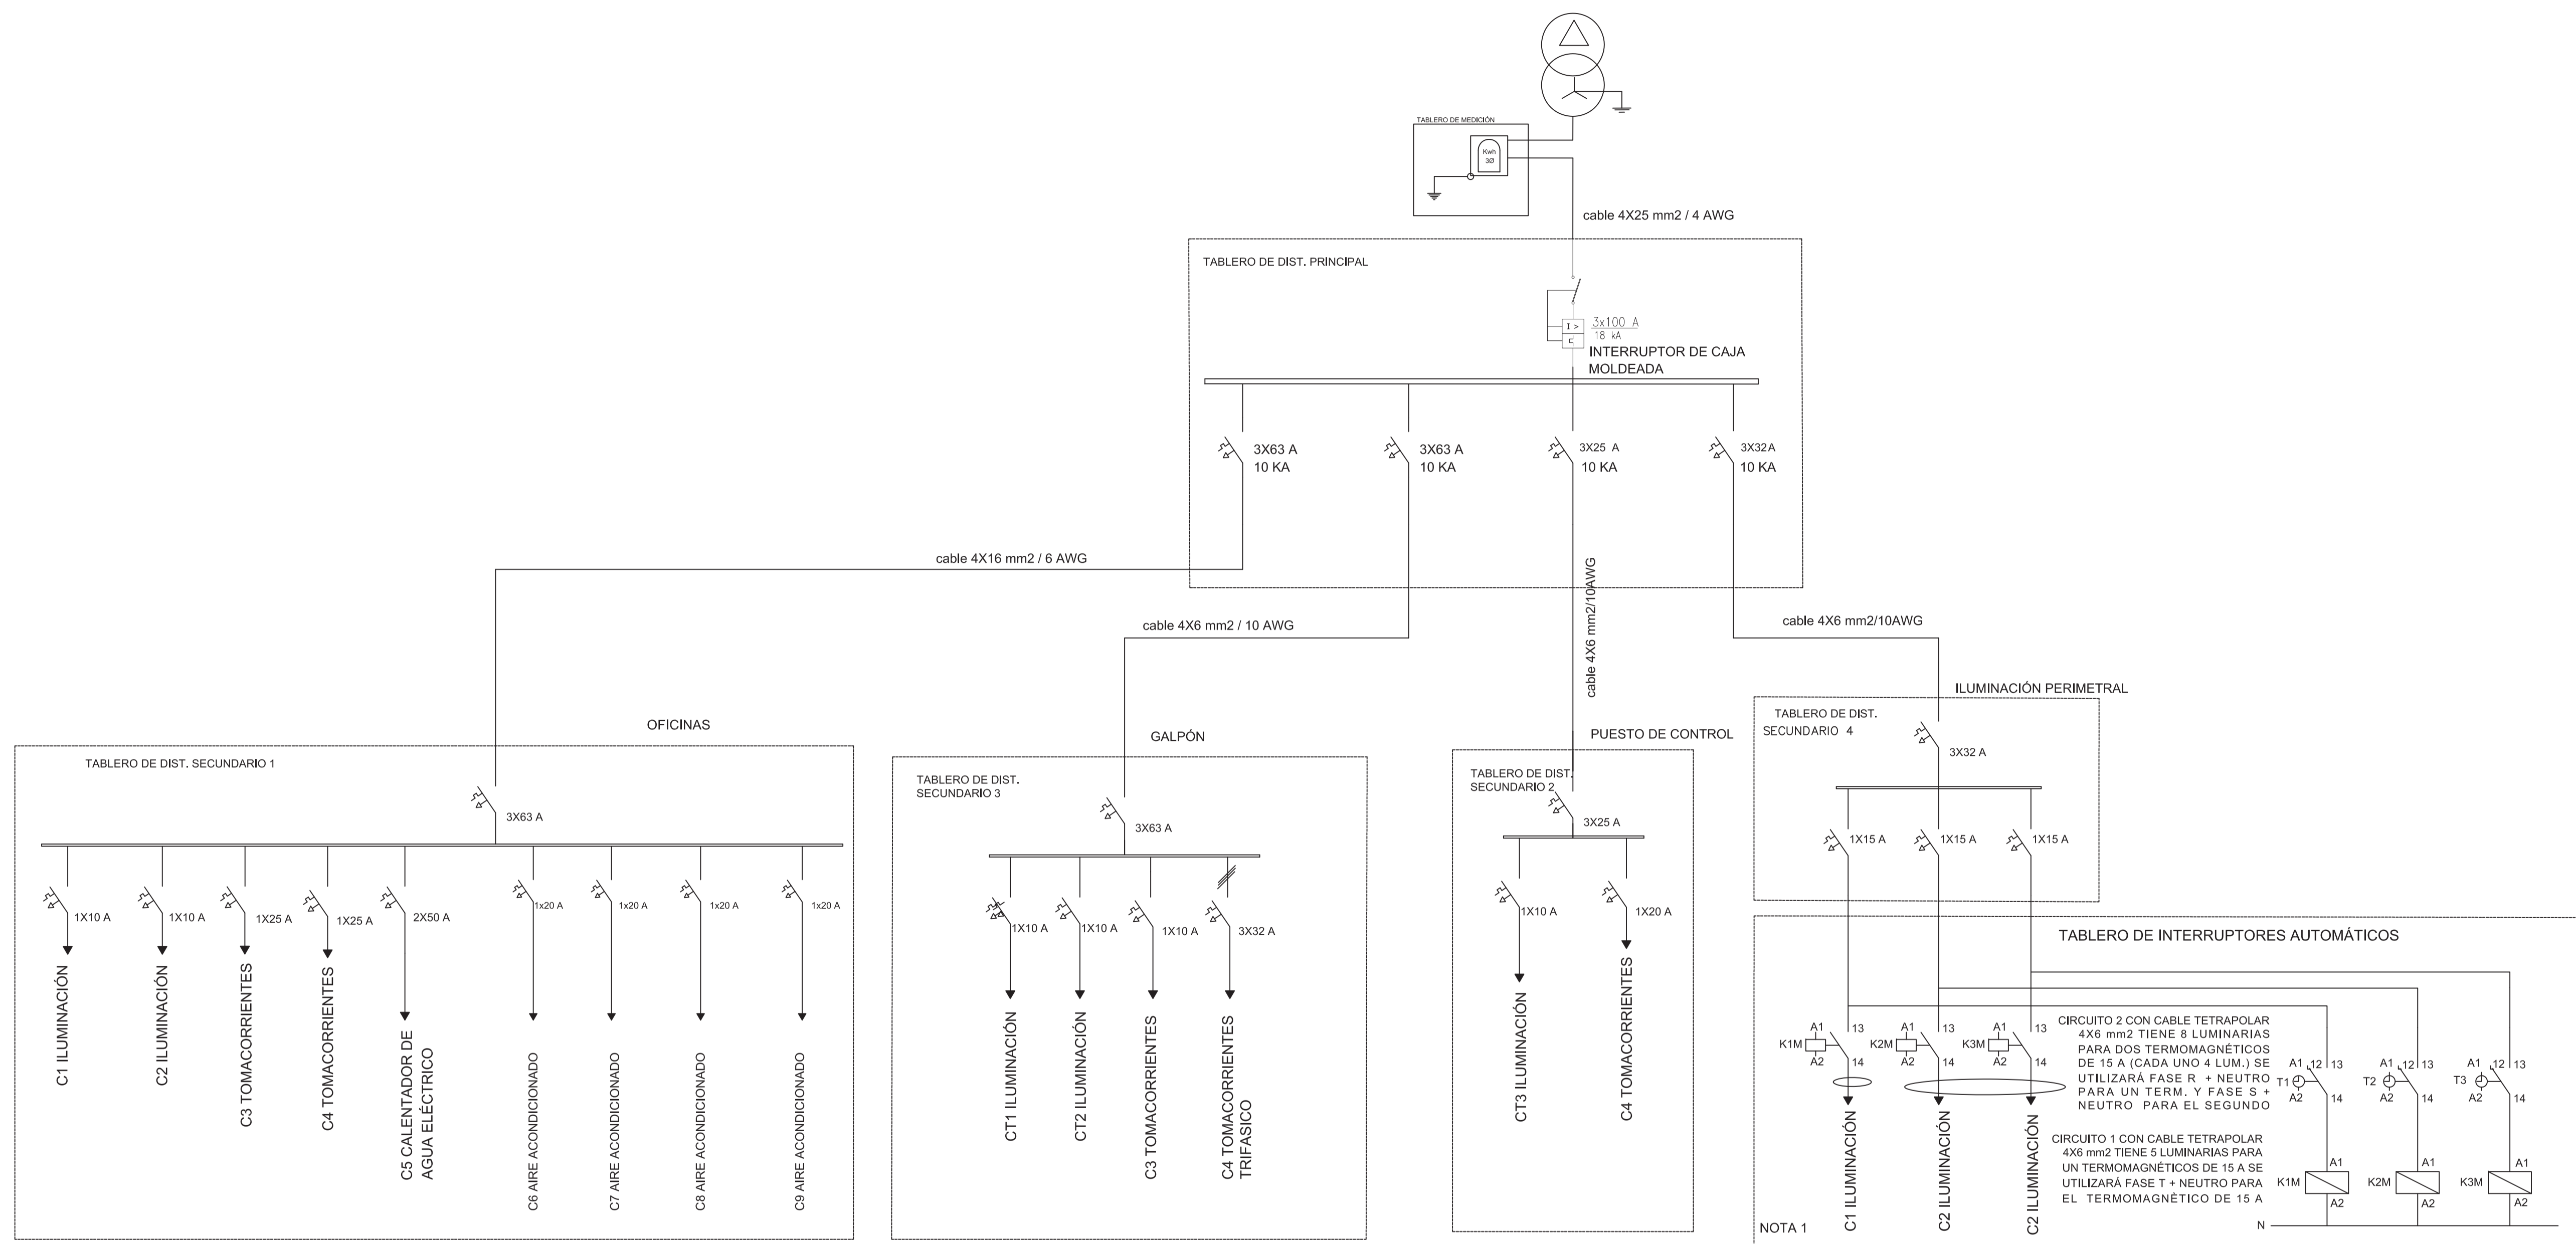 TABLERO DE MEDICIÓN
Kwh
3Ø
cable 4X25 mm2 / 4 AWG
TABLERO DE DIST. PRINCIPAL
I >
3x100 A
18 kA
INTERRUPTOR DE CAJA
MOLDEADA
3X63 A
10 KA
3X63 A
10 KA
3X25 A
10 KA
3X32A
10 KA
cable 4X16 mm2 / 6 AWG
cable 4X6 mm2 / 10 AWG
cable 4X6 mm2/10AWG
cable 4X6 mm2/10AWG
OFICINAS
TABLERO DE DIST. SECUNDARIO 1
3X63 A
1X10 A
1X10 A
1X25 A
1X25 A
2X50 A
1x20 A
1x20 A
1x20 A
1x20 A
C1 ILUMINACIÓN
C2 ILUMINACIÓN
C3 TOMACORRIENTES
C4 TOMACORRIENTES
C5 CALENTADOR DE
AGUA ELÉCTRICO
C6 AIRE ACONDICIONADO
C7 AIRE ACONDICIONADO
C8 AIRE ACONDICIONADO
C9 AIRE ACONDICIONADO
GALPÓN
TABLERO DE DIST.
SECUNDARIO 3
3X63 A
1X10 A
1X10 A
1X10 A
3X32 A
CT1 ILUMINACIÓN
CT2 ILUMINACIÓN
C3 TOMACORRIENTES
C4 TOMACORRIENTES
TRIFASICO
PUESTO DE CONTROL
TABLERO DE DIST.
SECUNDARIO 2
3X25 A
1X10 A
1X20 A
CT3 ILUMINACIÓN
C4 TOMACORRIENTES
ILUMINACIÓN PERIMETRAL
TABLERO DE DIST.
SECUNDARIO 4
3X32 A
1X15 A
1X15 A
1X15 A
TABLERO DE INTERRUPTORES AUTOMÁTICOS
A1
13
K1M
A2
14
A1
13
K2M
A2
14
A1
13
K3M
A2
14
C1 ILUMINACIÓN
C2 ILUMINACIÓN
C2 ILUMINACIÓN
CIRCUITO 2 CON CABLE TETRAPOLAR
4X6 mm2 TIENE 8 LUMINARIAS
PARA DOS TERMOMAGNÉTICOS
DE 15 A (CADA UNO 4 LUM.) SE
UTILIZARÁ FASE R + NEUTRO
PARA UN TERM. Y FASE S +
NEUTRO PARA EL SEGUNDO
CIRCUITO 1 CON CABLE TETRAPOLAR
4X6 mm2 TIENE 5 LUMINARIAS PARA
UN TERMOMAGNÉTICOS DE 15 A SE
UTILIZARÁ FASE T + NEUTRO PARA
EL TERMOMAGNÉTICO DE 15 A
A1
12
13
T1
A2
14
A1
12
13
T2
A2
14
A1
12
13
T3
A2
14
A1
K1M
A2
A1
K2M
A2
A1
K3M
A2
N
NOTA 1